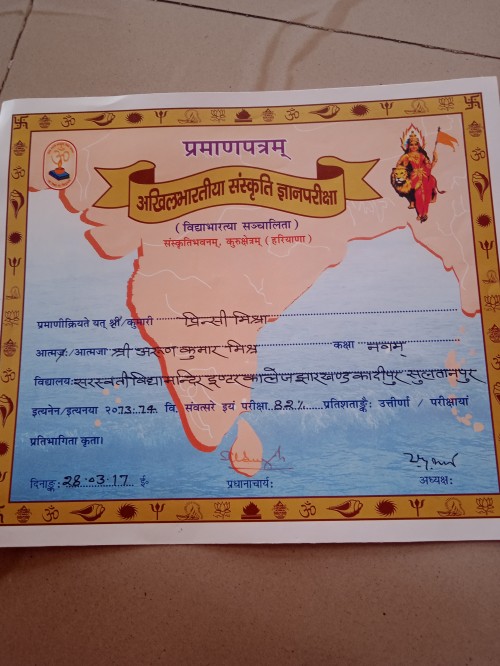 प्रमाणपत्रम्
अखिलभारतीया संस्कृति ज्ञानपरीक्षा
( विद्याभारत्या सञ्चालिता )
संस्कृतिभवनम्, कुरुक्षेत्रम् ( हरियाणा )
प्रमाणीक्रियते यत् श्री/कुमारी प्रिन्सी मिश्रा
आत्मजः/आत्मजा श्री अरुण कुमार मिश्र कक्षा नवम्
विद्यालयः सरस्वती विद्या मन्दिर इण्टर कालेज झारखण्ड कादीपुर सुलतानपुर
इत्यनेन/इत्यनया २०73-74 वि. संवत्सरे इयं परीक्षा 82% प्रतिशताङ्कैः उत्तीर्णा / परीक्षायां
प्रतिभागिता कृता।
दिनाङ्कः 28.03.17 ई. प्रधानाचार्यः अध्यक्षः